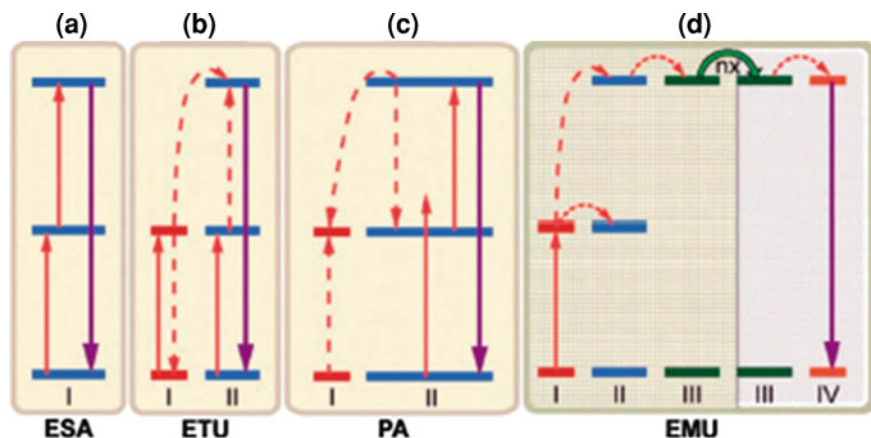 (a) (b) (c) (d)
nx
I I II I II I II III III IV
ESA ETU PA EMU